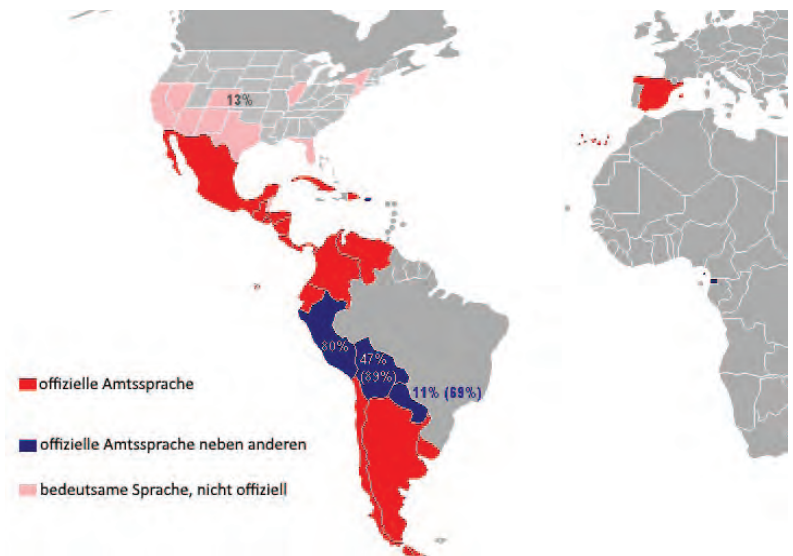 13%
80%
47%
(89%)
11% (69%)
offizielle Amtssprache
offizielle Amtssprache neben anderen
bedeutsame Sprache, nicht offiziell